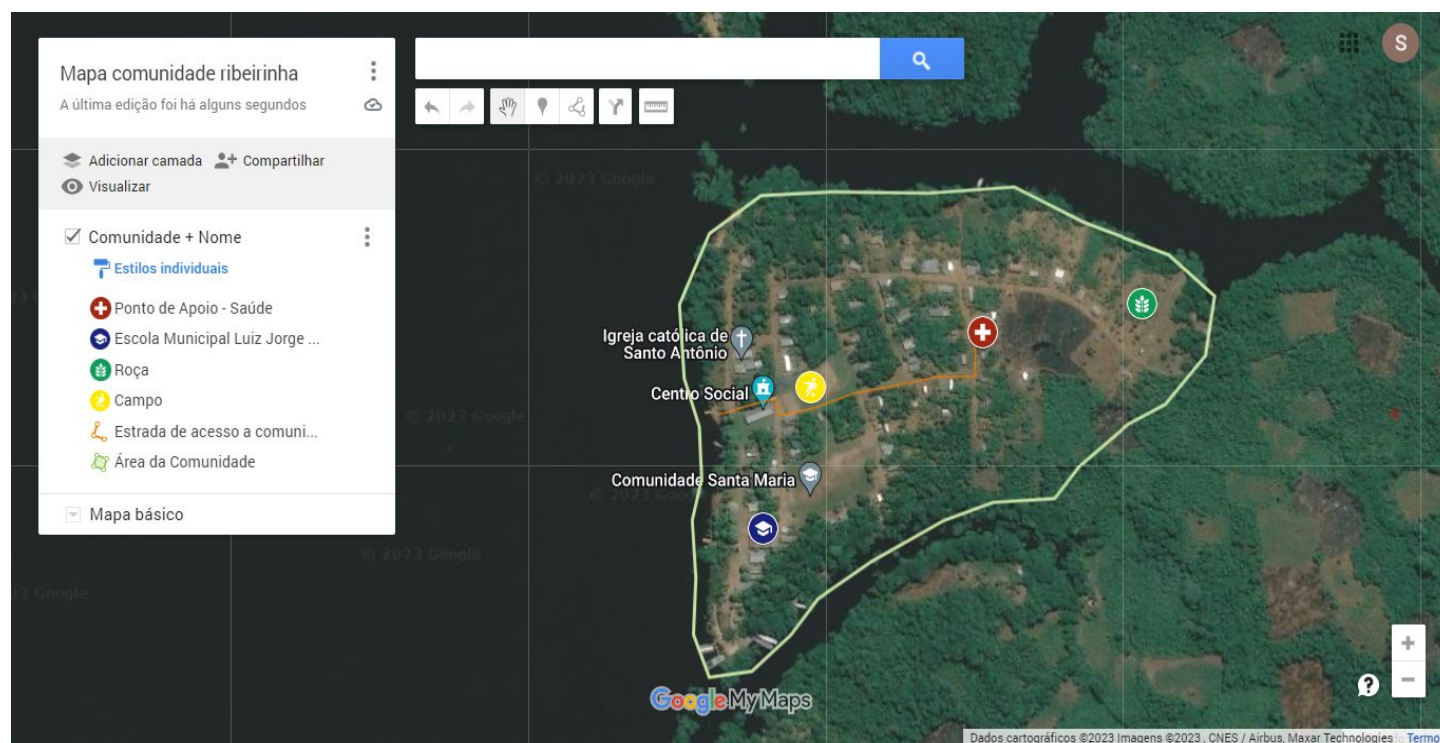 Mapa comunidade ribeirinha
A última edição foi há alguns segundos
Adicionar camada Compartilhar
Visualizar
Comunidade + Nome
Estilos individuais
Ponto de Apoio - Saúde
Escola Municipal Luiz Jorge ...
Roça
Campo
Estrada de acesso a comuni...
Área da Comunidade
Mapa básico
S
© 2023 Google
Igreja católica de
Santo Antônio
Centro Social
© 2023 Google
Comunidade Santa Maria
© 2023 Google
© 2023 Google
23 Google
Google My Maps
Dados cartográficos ©2023 Imagens ©2023 , CNES / Airbus, Maxar Technologies
Termo